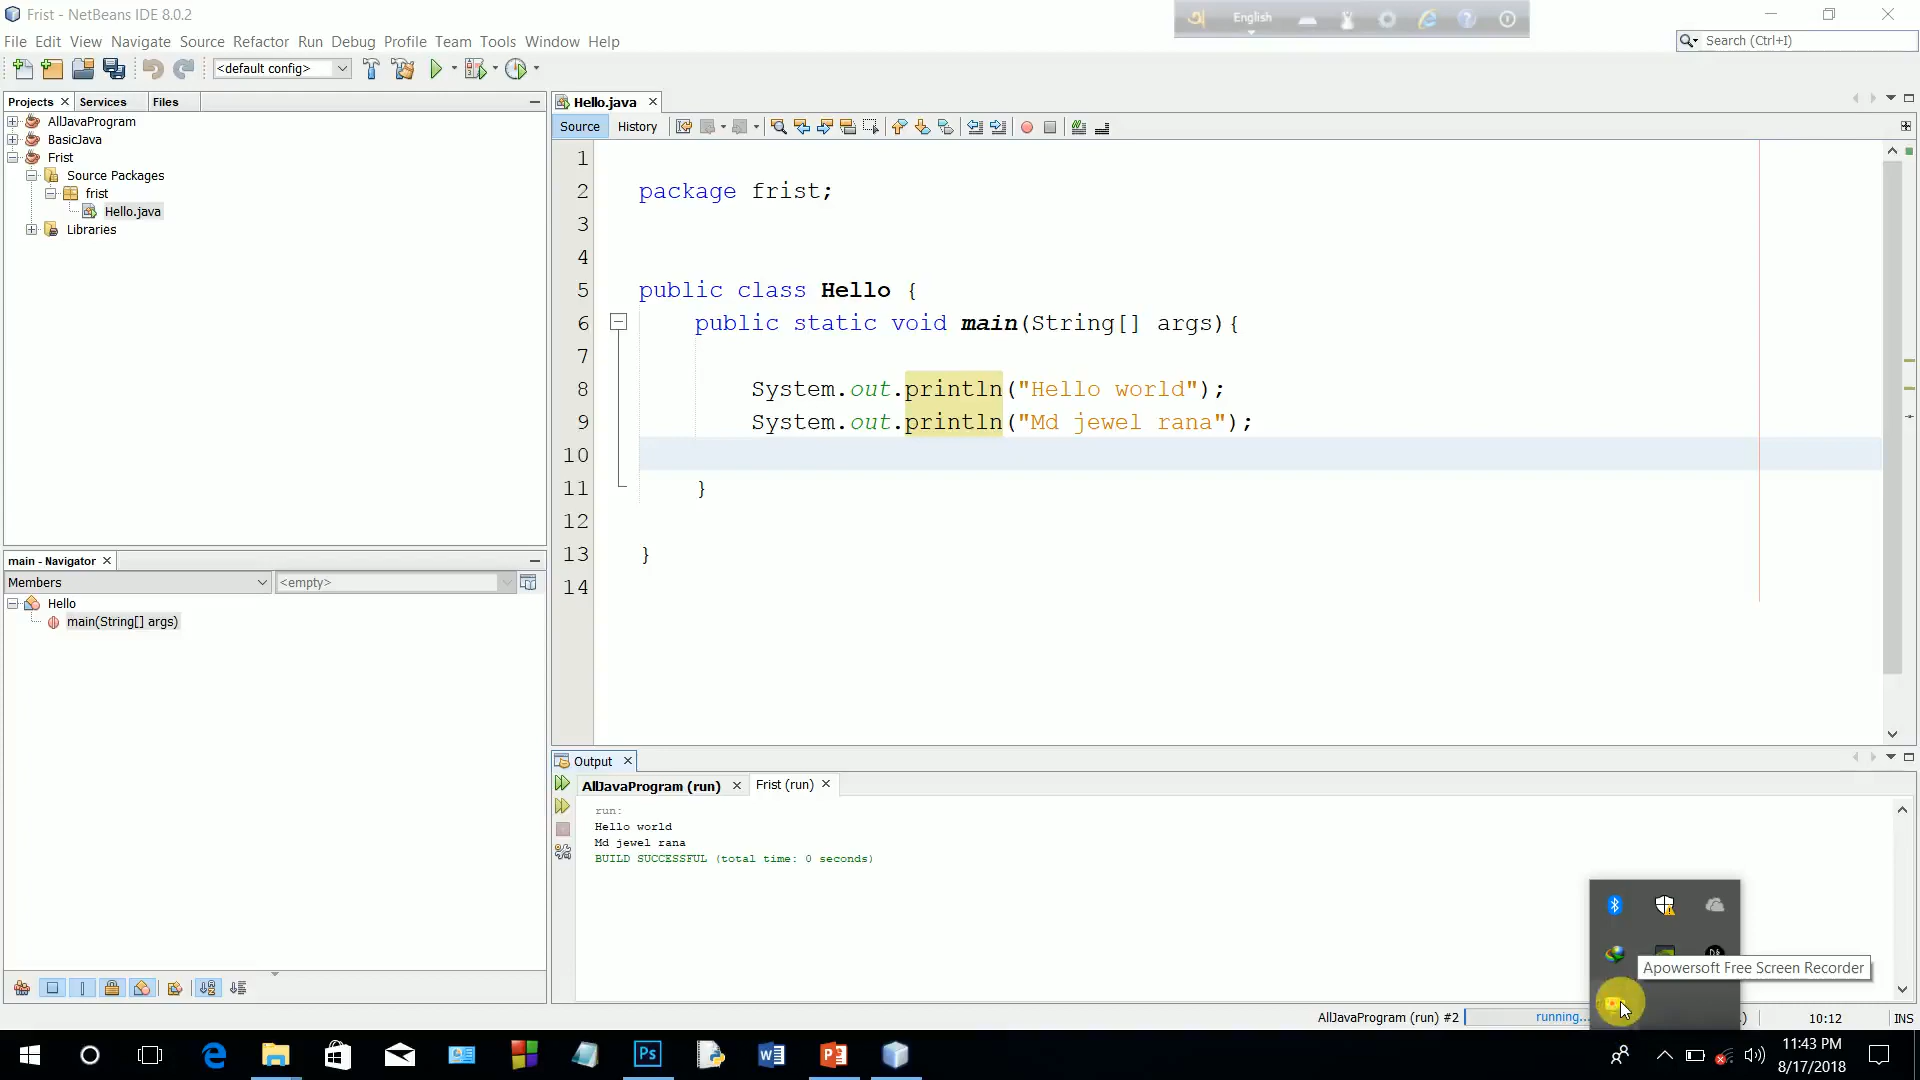 Frist - NetBeans IDE 8.0.2
English
File Edit View Navigate Source Refactor Run Debug Profile Team Tools Window Help
Search (Ctrl+I)
<default config>
Projects Services Files
AllJavaProgram
BasicJava
Frist
Source Packages
frist
Hello.java
Libraries
Hello.java
Source History
1
2 package frist;
3
4
5 public class Hello {
6 public static void main(String[] args){
7
8 System.out.println("Hello world");
9 System.out.println("Md jewel rana");
10
11 }
12
13 }
14
main - Navigator
Members <empty>
Hello
main(String[] args)
Output
AllJavaProgram (run) Frist (run)
run:
Hello world
Md jewel rana
BUILD SUCCESSFUL (total time: 0 seconds)
Apowersoft Free Screen Recorder
AllJavaProgram (run) #2 running... 10:12 INS
11:43 PM
8/17/2018